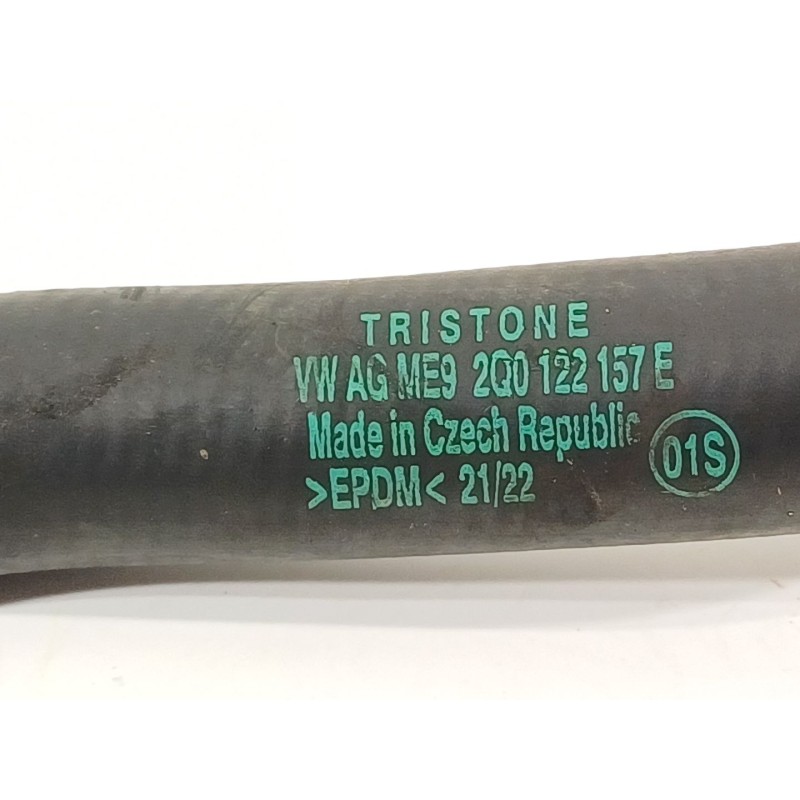 TRISTONE
VW AG ME9 2Q0 122 157 E
Made in Czech Republic
>EPDM< 21/22
01S